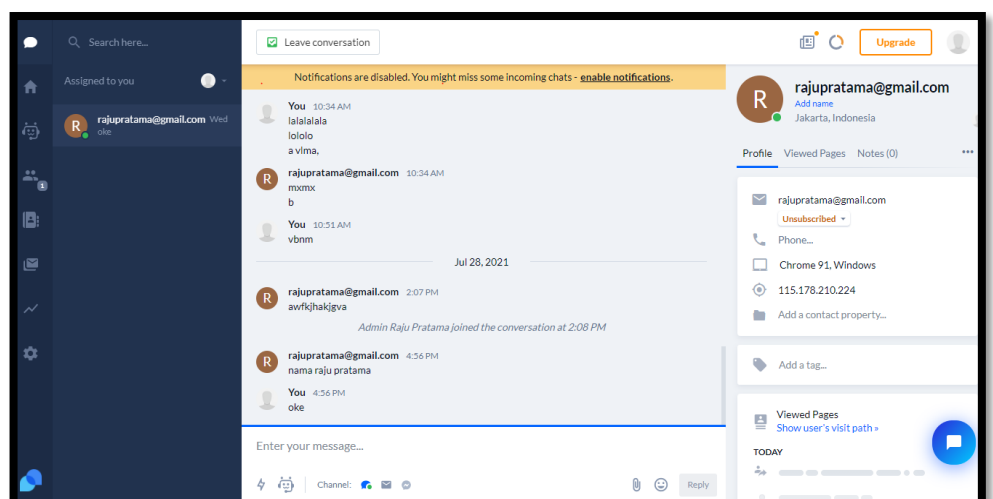 Search here...
Assigned to you
rajupratama@gmail.com Wed
oke
1
Leave conversation
Upgrade
Notifications are disabled. You might miss some incoming chats - enable notifications.
You 10:34 AM
lalalalala
lololo
a vlma,
R rajupratama@gmail.com 10:34 AM
mxmx
b
You 10:51 AM
vbnm
Jul 28, 2021
R rajupratama@gmail.com 2:07 PM
awfkjhakjgva
Admin Raju Pratama joined the conversation at 2:08 PM
R rajupratama@gmail.com 4:56 PM
nama raju pratama
You 4:56 PM
oke
Enter your message...
Channel:
Reply
R rajupratama@gmail.com
Add name
Jakarta, Indonesia
Profile Viewed Pages Notes (0)
rajupratama@gmail.com
Unsubscribed
Phone...
Chrome 91, Windows
115.178.210.224
Add a contact property...
Add a tag...
Viewed Pages
Show user's visit path »
TODAY